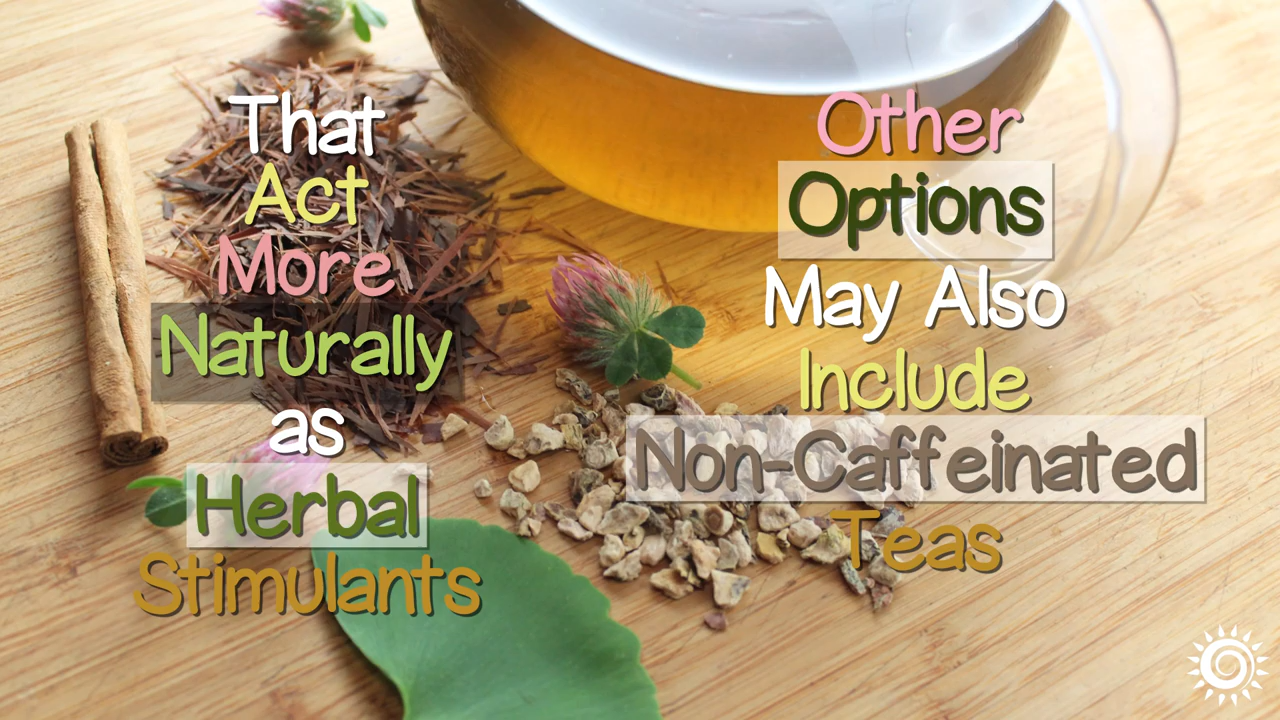 That
Act
More
Naturally
as
Herbal
Stimulants
Other
Options
May Also
Include
Non-Caffeinated
Teas